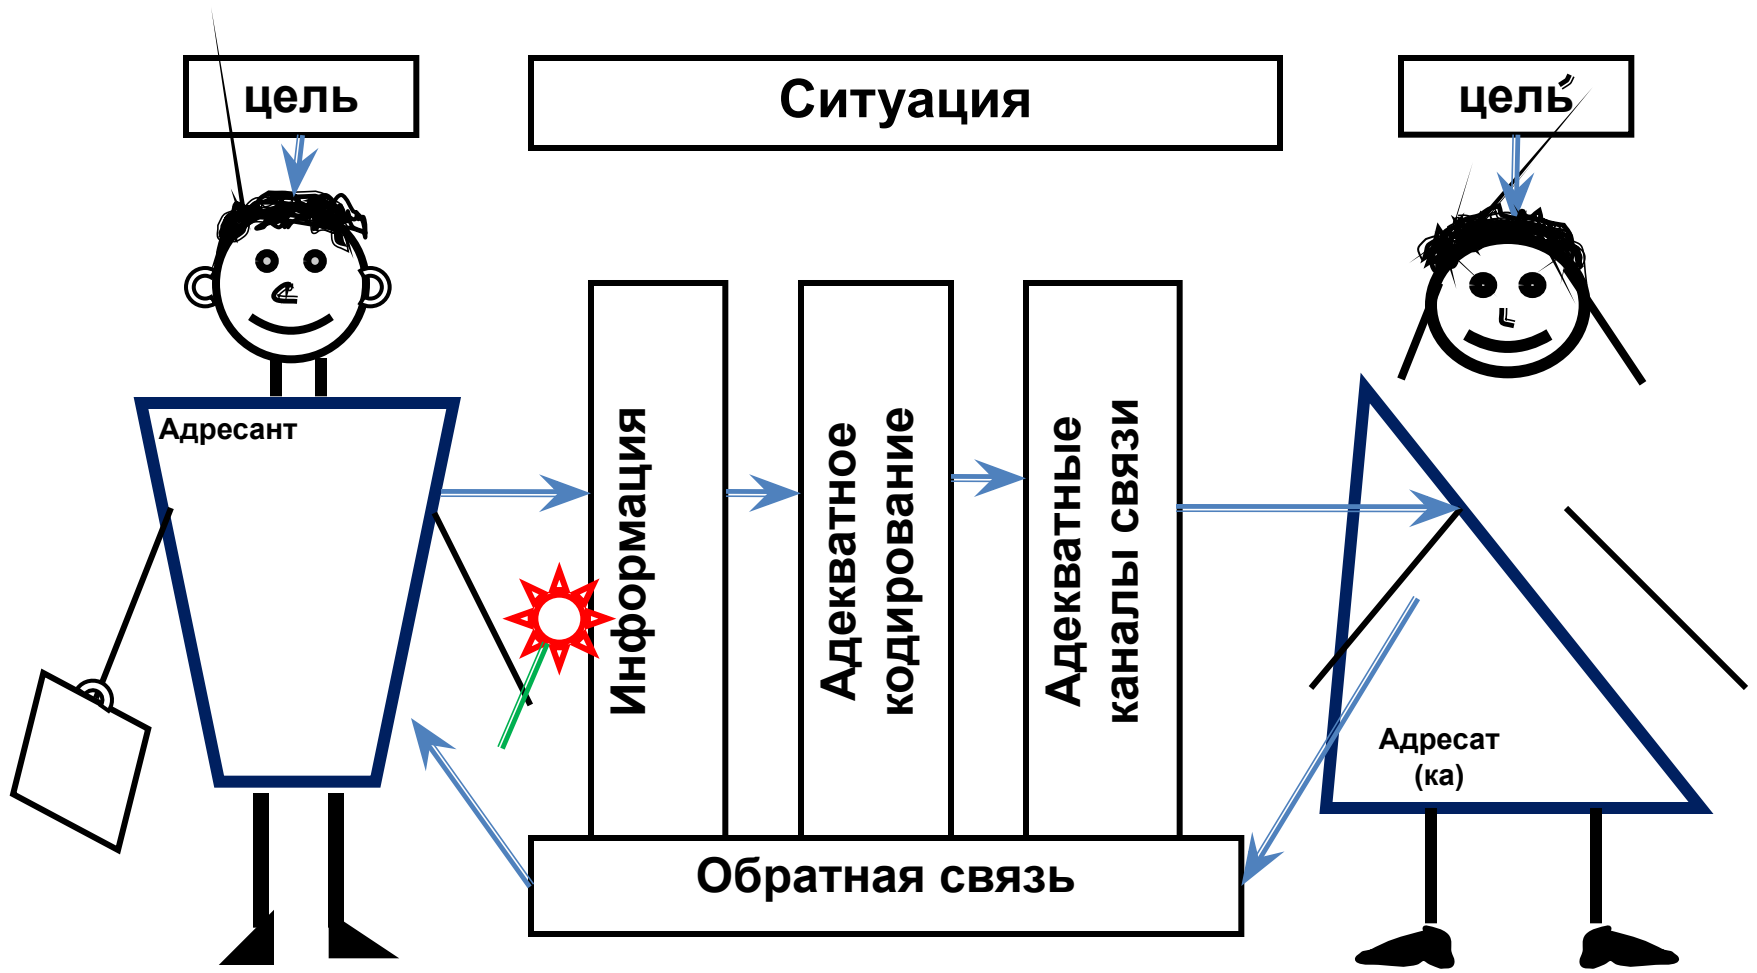 цель
Ситуация
цель
Адресант
Информация
Адекватное
кодирование
Адекватные
каналы связи
Адресат
(ка)
Обратная связь